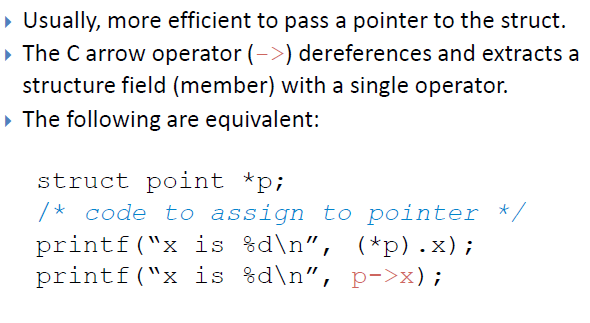 ▸ Usually, more efficient to pass a pointer to the struct.
▸ The C arrow operator (->) dereferences and extracts a
structure field (member) with a single operator.
▸ The following are equivalent:
struct point *p;
/* code to assign to pointer */
printf(“x is %d\n”, (*p).x);
printf(“x is %d\n”, p->x);